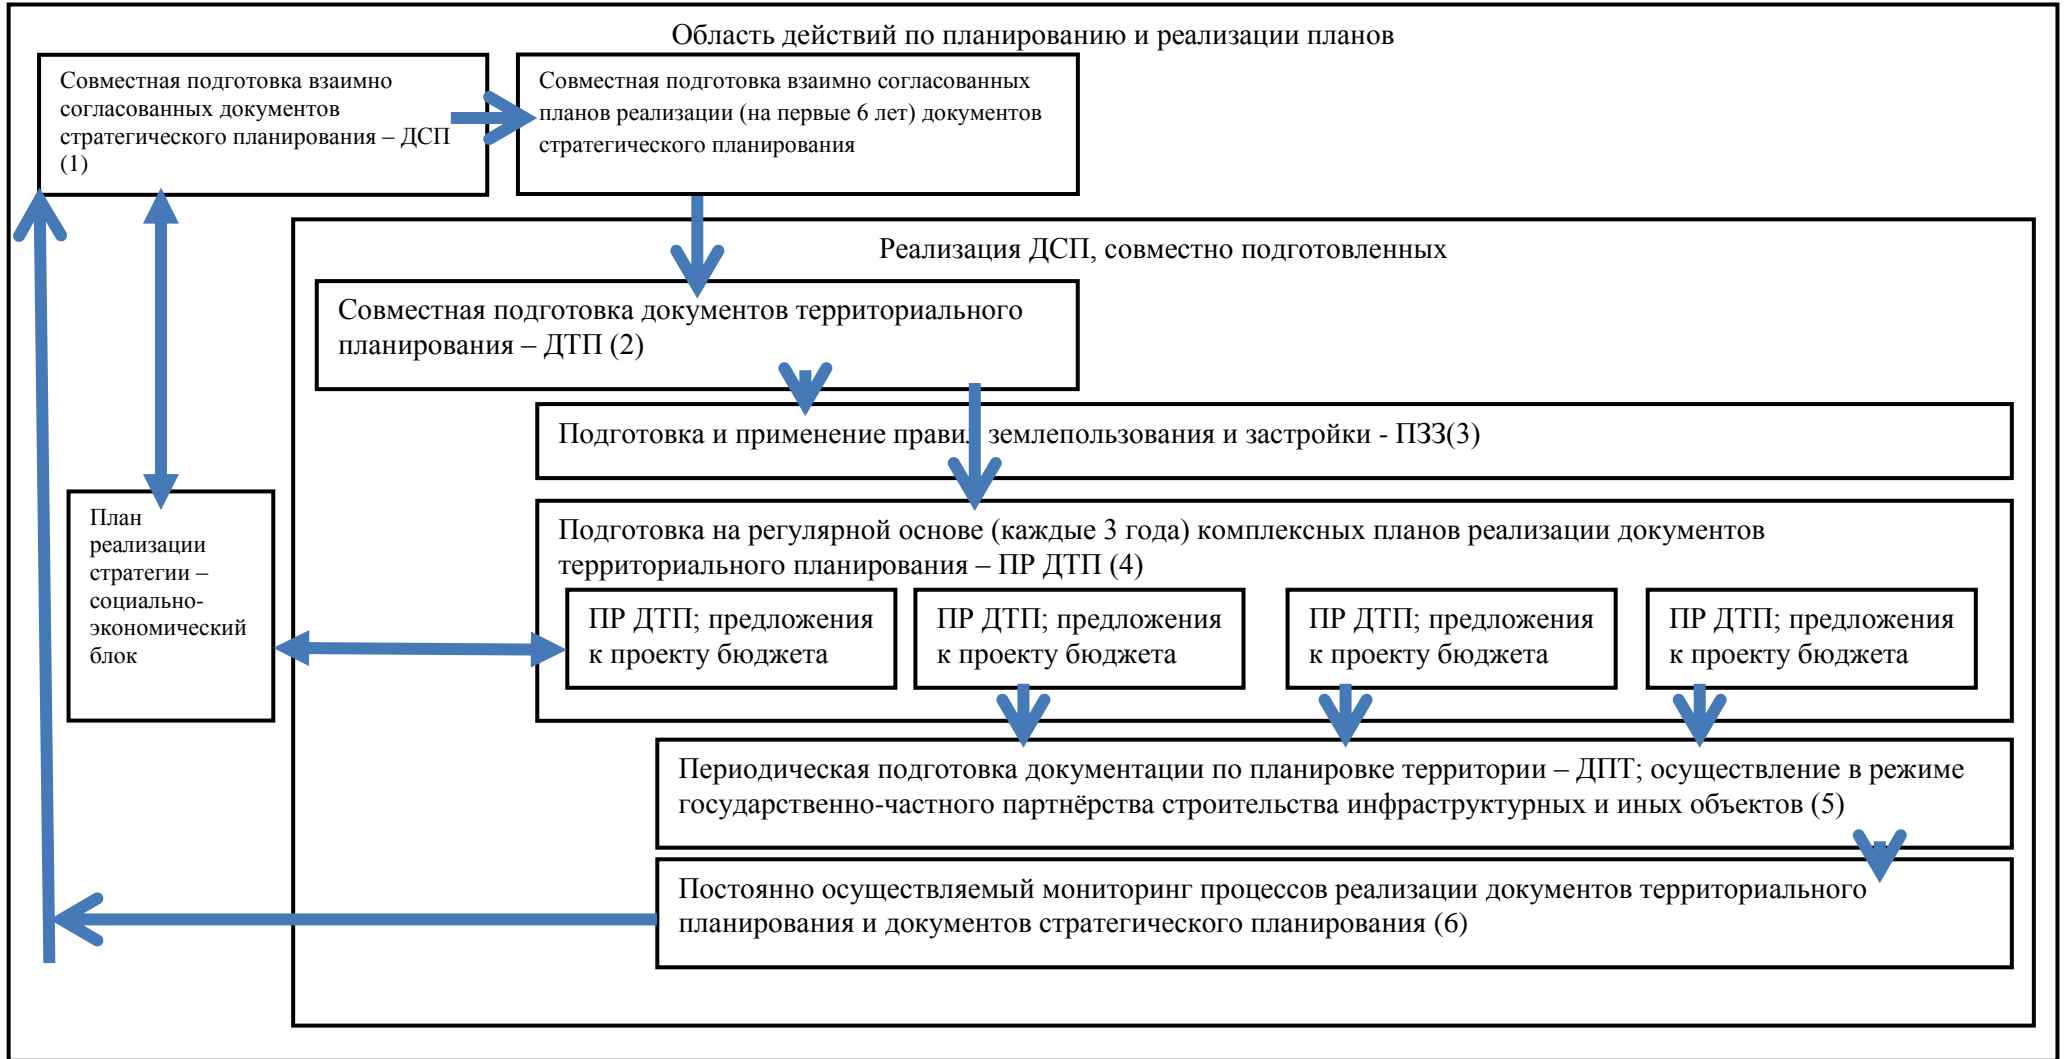 Область действий по планированию и реализации планов
Совместная подготовка взаимно
согласованных документов
стратегического планирования – ДСП
(1)
Совместная подготовка взаимно согласованных
планов реализации (на первые 6 лет) документов
стратегического планирования
Реализация ДСП, совместно подготовленных
Совместная подготовка документов территориального
планирования – ДТП (2)
Подготовка и применение правил землепользования и застройки - ПЗЗ(3)
План
реализации
стратегии –
социально-
экономический
блок
Подготовка на регулярной основе (каждые 3 года) комплексных планов реализации документов
территориального планирования – ПР ДТП (4)
ПР ДТП; предложения
к проекту бюджета
ПР ДТП; предложения
к проекту бюджета
ПР ДТП; предложения
к проекту бюджета
ПР ДТП; предложения
к проекту бюджета
Периодическая подготовка документации по планировке территории – ДПТ; осуществление в режиме
государственно-частного партнёрства строительства инфраструктурных и иных объектов (5)
Постоянно осуществляемый мониторинг процессов реализации документов территориального
планирования и документов стратегического планирования (6)